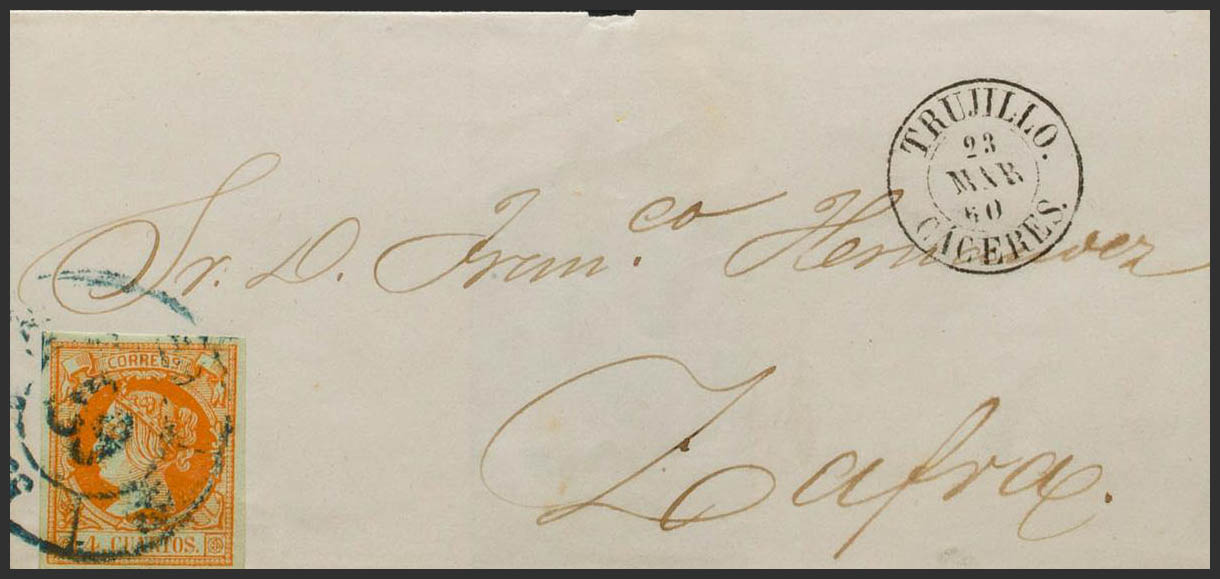 TRUJILLO.
23
MAR
60
CACERES.
Sr. D. Fran.co
Zafra.
CORREOS
4 CUARTOS.